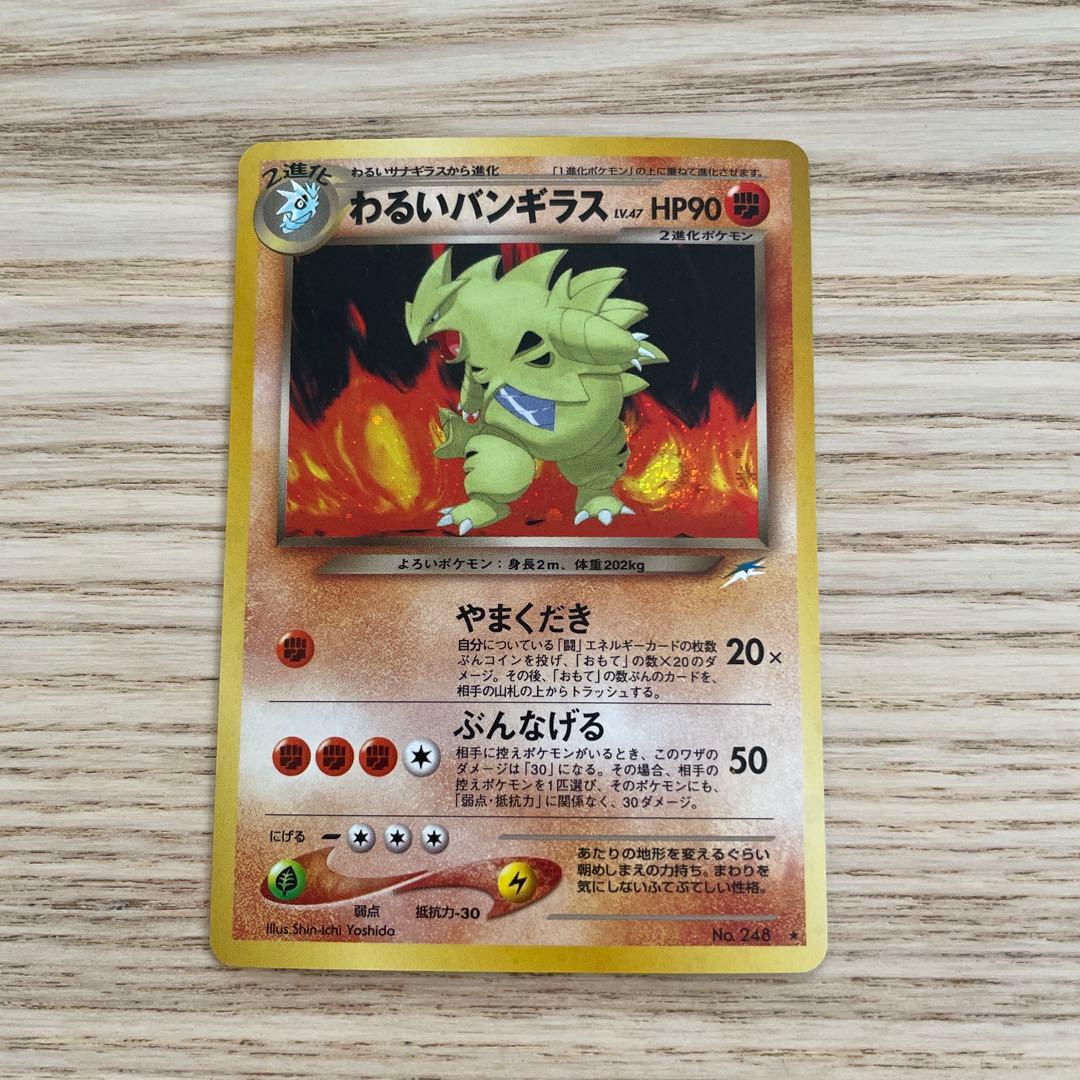 2進化
わるいサナギラスから進化
「1進化ポケモン」の上に重ねて進化させます。
わるいバンギラス LV.47 HP90
2進化ポケモン
よろいポケモン：身長2m、体重202kg
やまくだき
自分についている「闘」エネルギーカードの枚数
ぶんコインを投げ、「おもて」の数×20のダ
メージ。その後、「おもて」の数ぶんのカードを、
相手の山札の上からトラッシュする。
20×
ぶんなげる
相手に控えポケモンがいるとき、このワザの
ダメージは「30」になる。その場合、相手の
控えポケモンを1匹選び、そのポケモンにも、
「弱点・抵抗力」に関係なく、30ダメージ。
50
にげる
弱点
抵抗力-30
あたりの地形を変えるぐらい
朝めしまえの力持ち。まわりを
気にしないふてぶてしい性格。
Illus.Shin-ichi Yoshida
No. 248 ★